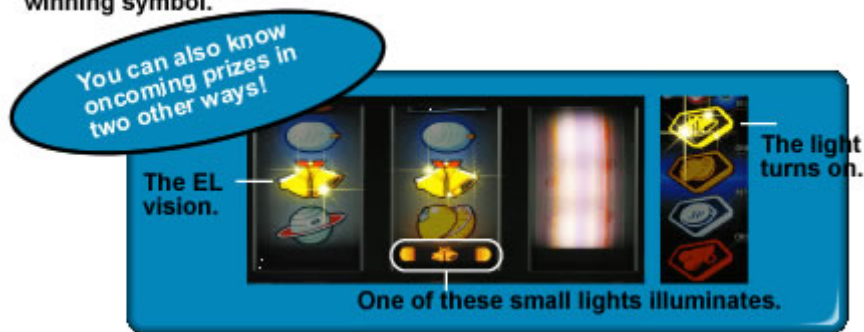 winning symbol.
You can also know
oncoming prizes in
two other ways!
The EL
vision.
The light
turns on.
One of these small lights illuminates.